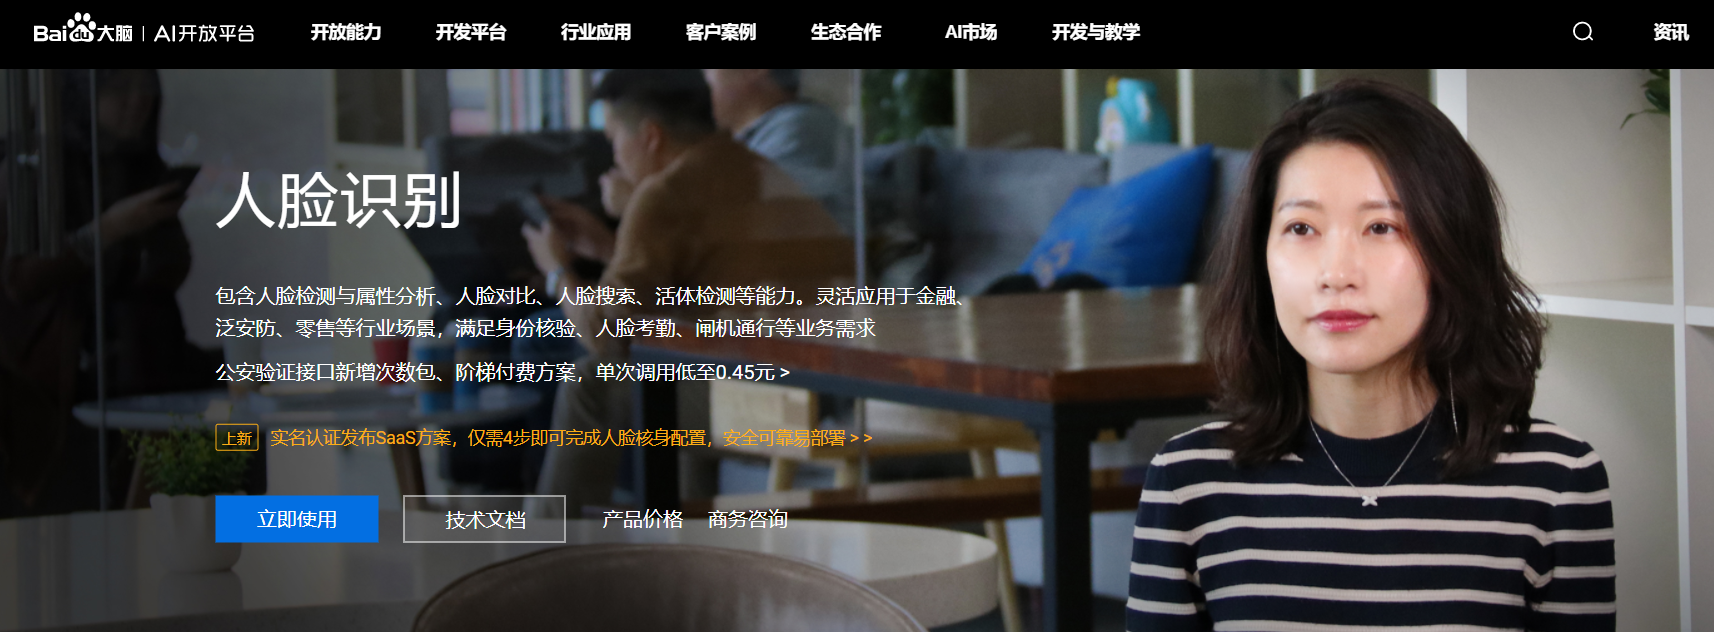 Bai du 大脑 | AI开放平台
开放能力 开发平台 行业应用 客户案例 生态合作 AI市场 开发与教学 资讯
人脸识别
包含人脸检测与属性分析、人脸对比、人脸搜索、活体检测等能力。灵活应用于金融、
泛安防、零售等行业场景，满足身份核验、人脸考勤、闸机通行等业务需求
公安验证接口新增次数包、阶梯付费方案，单次调用低至0.45元 >
上新 实名认证发布SaaS方案，仅需4步即可完成人脸核身配置，安全可靠易部署 > >
立即使用 技术文档 产品价格 商务咨询